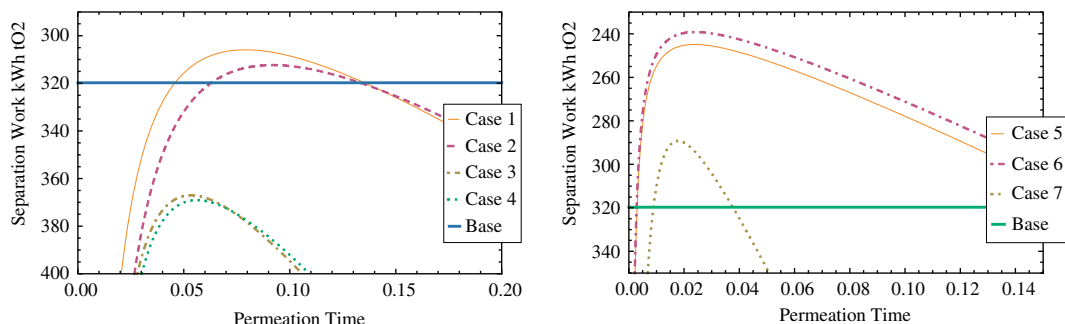 Separation Work kWh tO2
300
320
340
360
380
400
0.00
0.05
0.10
0.15
0.20
Permeation Time
Case 1
Case 2
Case 3
Case 4
Base
Separation Work kWh tO2
240
260
280
300
320
340
0.00
0.02
0.04
0.06
0.08
0.10
0.12
0.14
Permeation Time
Case 5
Case 6
Case 7
Base